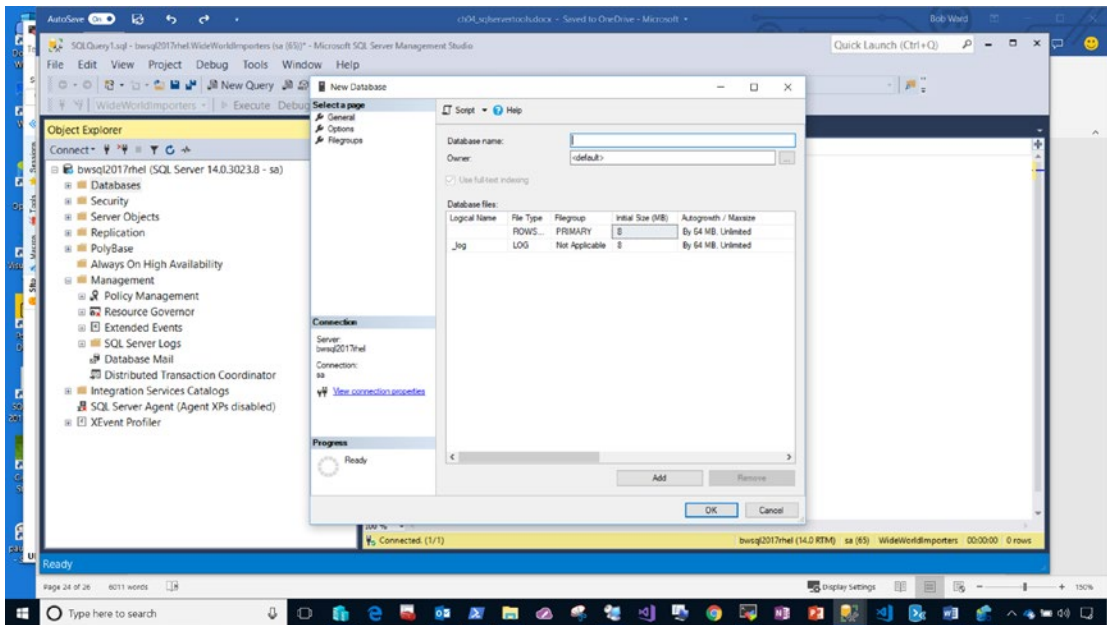 AutoSave On
ch04_sqlservertools.docx - Saved to OneDrive - Microsoft
Bob Ward
SQLQuery1.sql - bwsql2017rhel.WideWorldImporters (sa (65))* - Microsoft SQL Server Management Studio
Quick Launch (Ctrl+Q)
File Edit View Project Debug Tools Window Help
New Query
WideWorldImporters
Execute Debug
Object Explorer
Connect
bwsql2017rhel (SQL Server 14.0.3023.8 - sa)
Databases
Security
Server Objects
Replication
PolyBase
Always On High Availability
Management
Policy Management
Resource Governor
Extended Events
SQL Server Logs
Database Mail
Distributed Transaction Coordinator
Integration Services Catalogs
SQL Server Agent (Agent XPs disabled)
XEvent Profiler
New Database
Select a page
General
Options
Filegroups
Script Help
Database name:
Owner: <default> ...
Use full-text indexing
Database files:
Logical Name File Type Filegroup Initial Size (MB) Autogrowth / Maxsize
ROWS... PRIMARY 8 By 64 MB, Unlimited
_log LOG Not Applicable 8 By 64 MB, Unlimited
Connection
Server:
bwsql2017rhel
Connection:
sa
View connection properties
Progress
Ready
Add Remove
OK Cancel
100 %
Connected. (1/1)
bwsql2017rhel (14.0 RTM) sa (65) WideWorldImporters 00:00:00 0 rows
Ready
Page 24 of 26 6011 words
Display Settings
150%
Type here to search